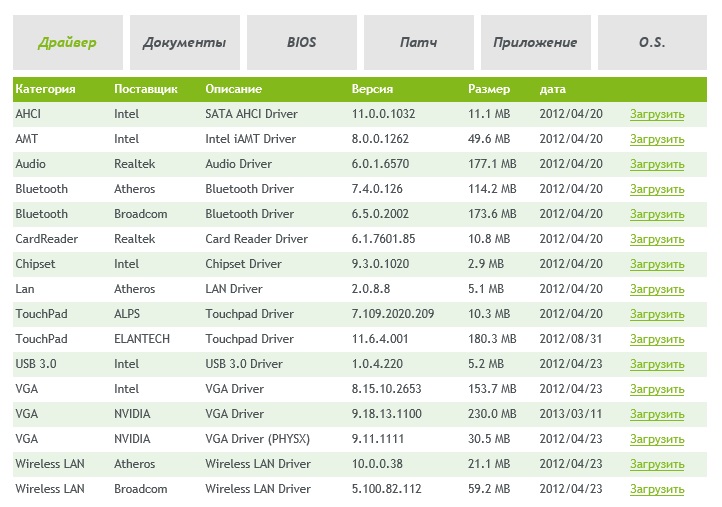 Драйвер Документы BIOS Патч Приложение O.S.
Категория Поставщик Описание Версия Размер дата
AHCI Intel SATA AHCI Driver 11.0.0.1032 11.1 MB 2012/04/20 Загрузить
AMT Intel Intel iAMT Driver 8.0.0.1262 49.6 MB 2012/04/20 Загрузить
Audio Realtek Audio Driver 6.0.1.6570 177.1 MB 2012/04/20 Загрузить
Bluetooth Atheros Bluetooth Driver 7.4.0.126 114.2 MB 2012/04/20 Загрузить
Bluetooth Broadcom Bluetooth Driver 6.5.0.2002 173.6 MB 2012/04/20 Загрузить
CardReader Realtek Card Reader Driver 6.1.7601.85 10.8 MB 2012/04/20 Загрузить
Chipset Intel Chipset Driver 9.3.0.1020 2.9 MB 2012/04/20 Загрузить
Lan Atheros LAN Driver 2.0.8.8 5.1 MB 2012/04/20 Загрузить
TouchPad ALPS Touchpad Driver 7.109.2020.209 10.3 MB 2012/04/20 Загрузить
TouchPad ELANTECH Touchpad Driver 11.6.4.001 180.3 MB 2012/08/31 Загрузить
USB 3.0 Intel USB 3.0 Driver 1.0.4.220 5.2 MB 2012/04/23 Загрузить
VGA Intel VGA Driver 8.15.10.2653 153.7 MB 2012/04/23 Загрузить
VGA NVIDIA VGA Driver 9.18.13.1100 230.0 MB 2013/03/11 Загрузить
VGA NVIDIA VGA Driver (PHYSX) 9.11.1111 30.5 MB 2012/04/23 Загрузить
Wireless LAN Atheros Wireless LAN Driver 10.0.0.38 21.1 MB 2012/04/23 Загрузить
Wireless LAN Broadcom Wireless LAN Driver 5.100.82.112 59.2 MB 2012/04/23 Загрузить